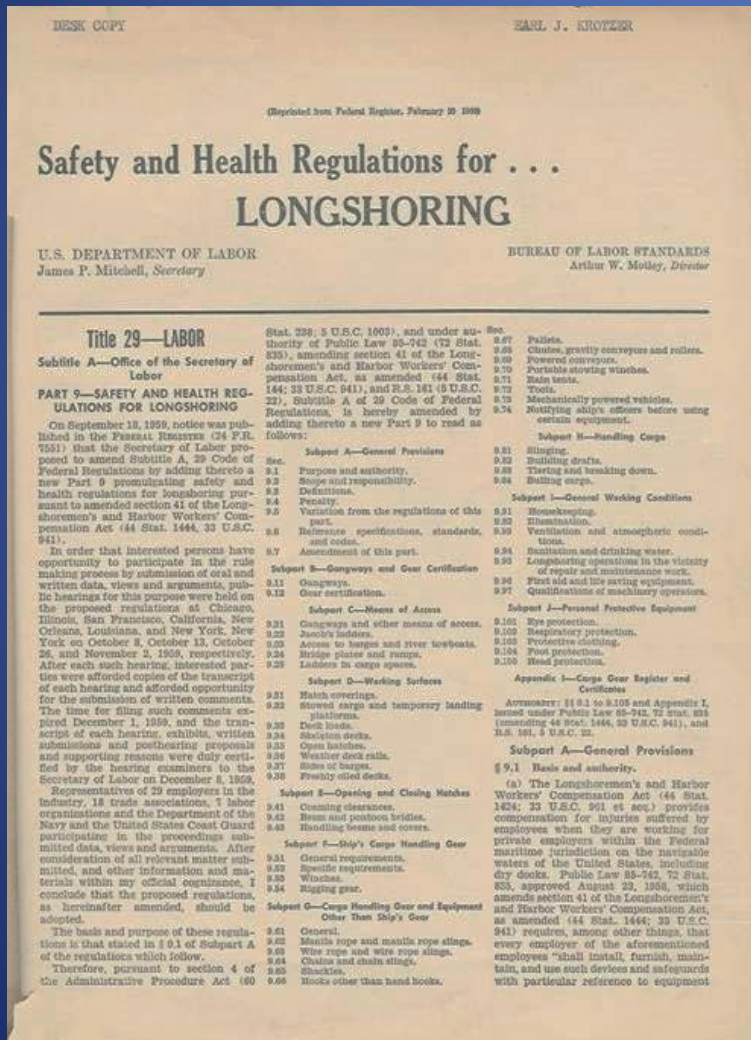 DESK COPY
EARL J. KROTZER
(Reprinted from Federal Register, February 20 1960)
Safety and Health Regulations for . . .
LONGSHORING
U.S. DEPARTMENT OF LABOR
James P. Mitchell, Secretary
BUREAU OF LABOR STANDARDS
Arthur W. Motley, Director
Title 29—LABOR
Subtitle A—Office of the Secretary of
Labor
PART 9—SAFETY AND HEALTH REG-
ULATIONS FOR LONGSHORING
On September 18, 1959, notice was pub-
lished in the FEDERAL REGISTER (24 F.R.
7551) that the Secretary of Labor pro-
posed to amend Subtitle A, 29 Code of
Federal Regulations by adding thereto a
new Part 9 promulgating safety and
health regulations for longshoring pur-
suant to amended section 41 of the Long-
shoremen's and Harbor Workers' Com-
pensation Act (44 Stat. 1444, 33 U.S.C.
941).
In order that interested persons have
opportunity to participate in the rule
making process by submission of oral and
written data, views and arguments, pub-
lic hearings for this purpose were held on
the proposed regulations at Chicago,
Illinois, San Francisco, California, New
Orleans, Louisiana, and New York, New
York on October 8, October 13, October
26, and November 2, 1959, respectively.
After each such hearing, interested par-
ties were afforded copies of the transcript
of each hearing and afforded opportunity
for the submission of written comments.
The time for filing such comments ex-
pired December 1, 1959, and the tran-
script of each hearing, exhibits, written
submissions and posthearing proposals
and supporting reasons were duly certi-
fied by the hearing examiners to the
Secretary of Labor on December 8, 1959.
Representatives of 29 employers in the
industry, 18 trade associations, 7 labor
organizations and the Department of the
Navy and the United States Coast Guard
participating in the proceedings sub-
mitted data, views and arguments. After
consideration of all relevant matter sub-
mitted, and other information and ma-
terials within my official cognizance, I
conclude that the proposed regulations,
as hereinafter amended, should be
adopted.
The basis and purpose of these regula-
tions is that stated in § 9.1 of Subpart A
of the regulations which follow.
Therefore, pursuant to section 4 of
the Administrative Procedure Act (60
Stat. 238; 5 U.S.C. 1003), and under au-
thority of Public Law 85-742 (72 Stat.
835), amending section 41 of the Long-
shoremen's and Harbor Workers' Com-
pensation Act, as amended (44 Stat.
144; 33 U.S.C. 941), and R.S. 161 (5 U.S.C.
22), Subtitle A of 29 Code of Federal
Regulations, is hereby amended by
adding thereto a new Part 9 to read as
follows:
Subpart A—General Provisions
Sec.
9.1 Purpose and authority.
9.2 Scope and responsibility.
9.3 Definitions.
9.4 Penalty.
9.5 Variation from the regulations of this
part.
9.6 Reference specifications, standards,
and codes.
9.7 Amendment of this part.
Subpart B—Gangways and Gear Certification
9.11 Gangways.
9.12 Gear certification.
Subpart C—Means of Access
9.21 Gangways and other means of access.
9.22 Jacob's ladders.
9.23 Access to barges and river towboats.
9.24 Bridge plates and ramps.
9.25 Ladders in cargo spaces.
Subpart D—Working Surfaces
9.31 Hatch coverings.
9.32 Stowed cargo and temporary landing
platforms.
9.33 Deck loads.
9.34 Skeleton decks.
9.35 Open hatches.
9.36 Weather deck rails.
9.37 Sides of barges.
9.38 Freshly oiled decks.
Subpart E—Opening and Closing Hatches
9.41 Coaming clearances.
9.42 Beam and pontoon bridles.
9.43 Handling beams and covers.
Subpart F—Ship's Cargo Handling Gear
9.51 General requirements.
9.52 Specific requirements.
9.53 Winches.
9.54 Rigging gear.
Subpart G—Cargo Handling Gear and Equipment
Other Than Ship's Gear
9.61 General.
9.62 Manila rope and manila rope slings.
9.63 Wire rope and wire rope slings.
9.64 Chains and chain slings.
9.65 Shackles.
9.66 Hooks other than hand hooks.
Sec.
9.67 Pallets.
9.68 Chutes, gravity conveyors and rollers.
9.69 Powered conveyors.
9.70 Portable stowing winches.
9.71 Rain tents.
9.72 Tools.
9.73 Mechanically powered vehicles.
9.74 Notifying ship's officers before using
certain equipment.
Subpart H—Handling Cargo
9.81 Slinging.
9.82 Building drafts.
9.83 Tiering and breaking down.
9.84 Bulling cargo.
Subpart I—General Working Conditions
9.91 Housekeeping.
9.92 Illumination.
9.93 Ventilation and atmospheric condi-
tions.
9.94 Sanitation and drinking water.
9.95 Longshoring operations in the vicinity
of repair and maintenance work.
9.96 First aid and life saving equipment.
9.97 Qualifications of machinery operators.
Subpart J—Personal Protective Equipment
9.101 Eye protection.
9.102 Respiratory protection.
9.103 Protective clothing.
9.104 Foot protection.
9.105 Head protection.
Appendix I—Cargo Gear Register and
Certificates
AUTHORITY: §§ 9.1 to 9.105 and Appendix I,
issued under Public Law 85-742, 72 Stat. 835
(amending 44 Stat. 1444, 33 U.S.C. 941), and
R.S. 161, 5 U.S.C. 22.
Subpart A—General Provisions
§ 9.1 Basis and authority.
(a) The Longshoremen's and Harbor
Workers' Compensation Act (44 Stat.
1424; 33 U.S.C. 901 et seq.) provides
compensation for injuries suffered by
employees when they are working for
private employers within the Federal
maritime jurisdiction on the navigable
waters of the United States, including
dry docks. Public Law 85-742, 72 Stat.
835, approved August 23, 1958, which
amends section 41 of the Longshoremen's
and Harbor Workers' Compensation Act,
as amended (44 Stat. 1444; 33 U.S.C.
941) requires, among other things, that
every employer of the aforementioned
employees "shall install, furnish, main-
tain, and use such devices and safeguards
with particular reference to equipment